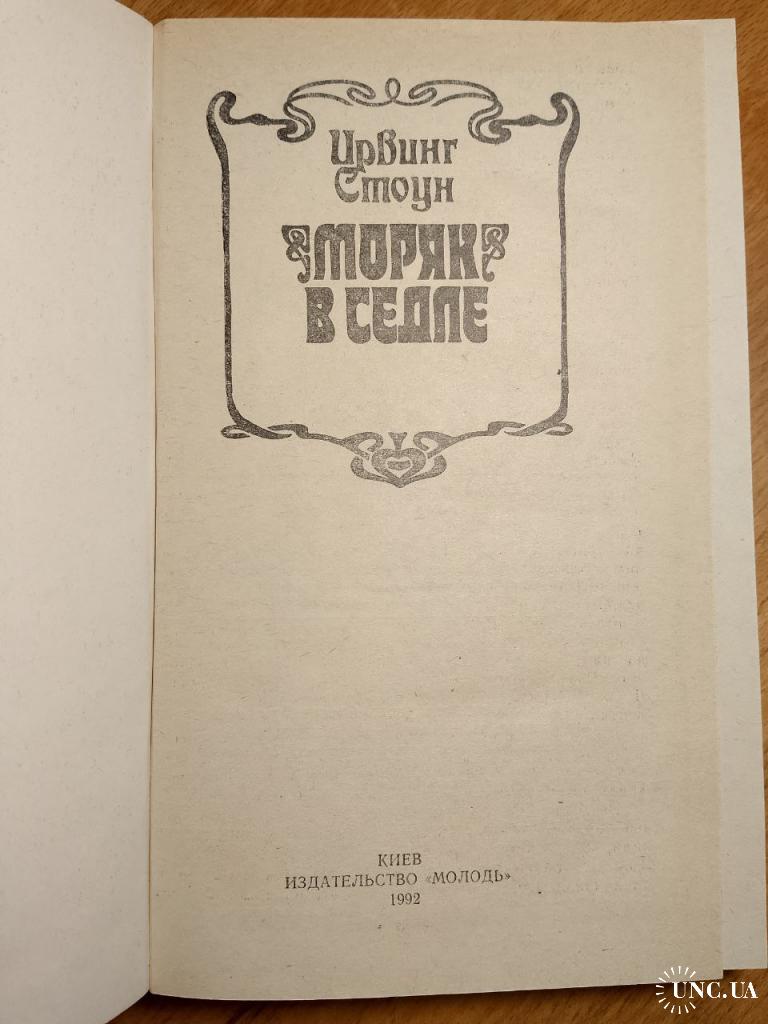 Ирвинг
Стоун
МОРЯК
В СЕДЛЕ
КИЕВ
ИЗДАТЕЛЬСТВО «МОЛОДЬ»
1992
UNC.UA